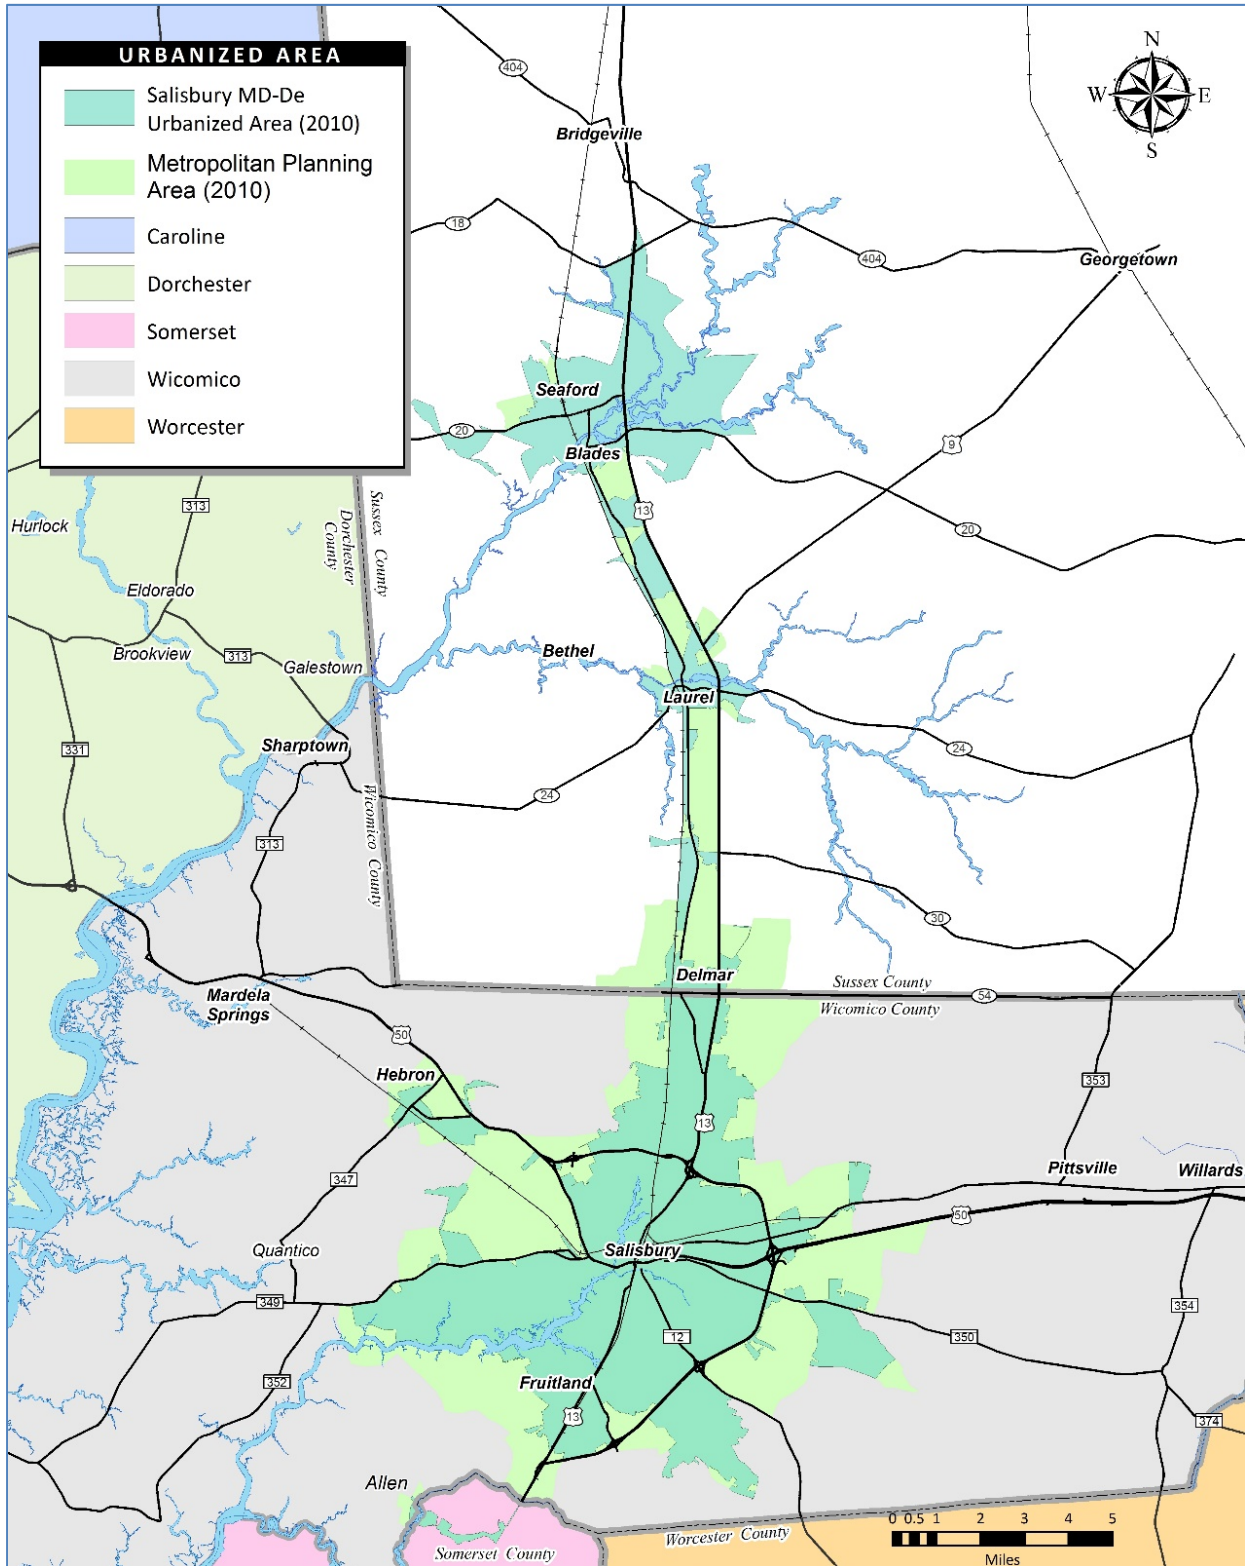 URBANIZED AREA
Salisbury MD-De
Urbanized Area (2010)
Metropolitan Planning
Area (2010)
Caroline
Dorchester
Somerset
Wicomico
Worcester
N
W E
S
404
Bridgeville
18
404
Georgetown
Seaford
20
Blades
9
313
13
20
Hurlock
Sussex County
Dorchester
County
Eldorado
Brookview
313
Galestown
Bethel
Laurel
331
Sharptown
24
24
313
Wicomico County
30
Delmar
Sussex County
54
Wicomico County
Mardela
Springs
50
Hebron
353
13
347
Pittsville
Willards
50
Quantico
Salisbury
349
354
12
350
352
Fruitland
13
374
Allen
Worcester County
Somerset County
0 0.5 1 2 3 4 5
Miles